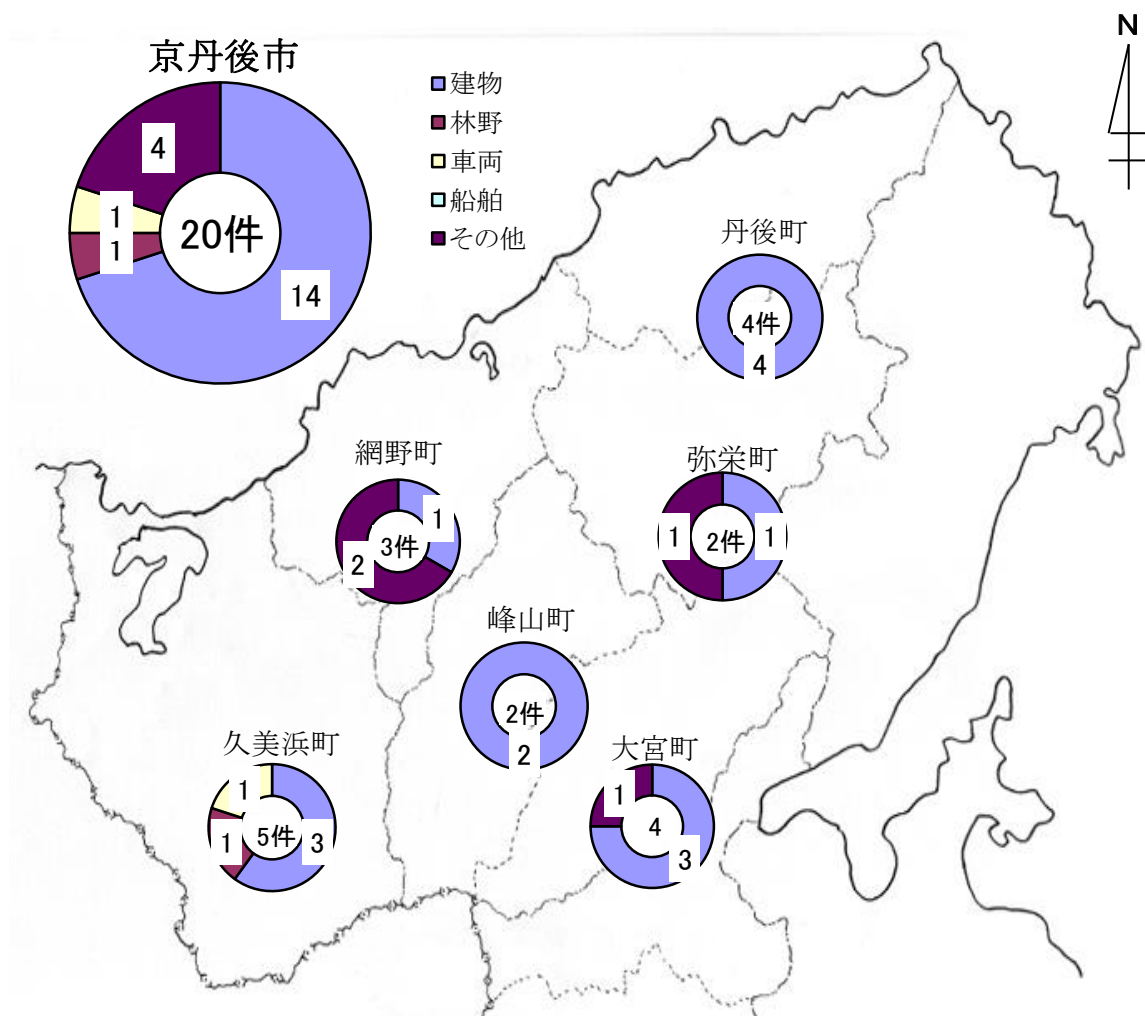 京丹後市
4
1
1
20件
14
建物
林野
車両
船舶
その他
N
丹後町
4件
4
網野町
1
3件
2
弥栄町
1
2件
1
峰山町
2件
2
久美浜町
1
1
5件
3
大宮町
1
4
3